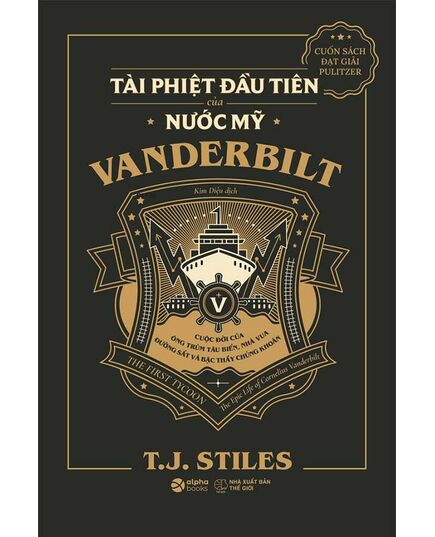 CUỐN SÁCH
ĐẠT GIẢI
PULITZER
TÀI PHIỆT ĐẦU TIÊN
của
NƯỚC MỸ
VANDERBILT
Kim Diệu dịch
1
V
CUỘC ĐỜI CỦA
ÔNG TRÙM TÀU BIỂN, NHÀ VUA
ĐƯỜNG SẮT VÀ BẬC THẦY CHỨNG KHOÁN
THE FIRST TYCOON
The Epic Life of Cornelius Vanderbilt
T.J. STILES
alpha
books
NHÀ XUẤT BẢN
THẾ GIỚI